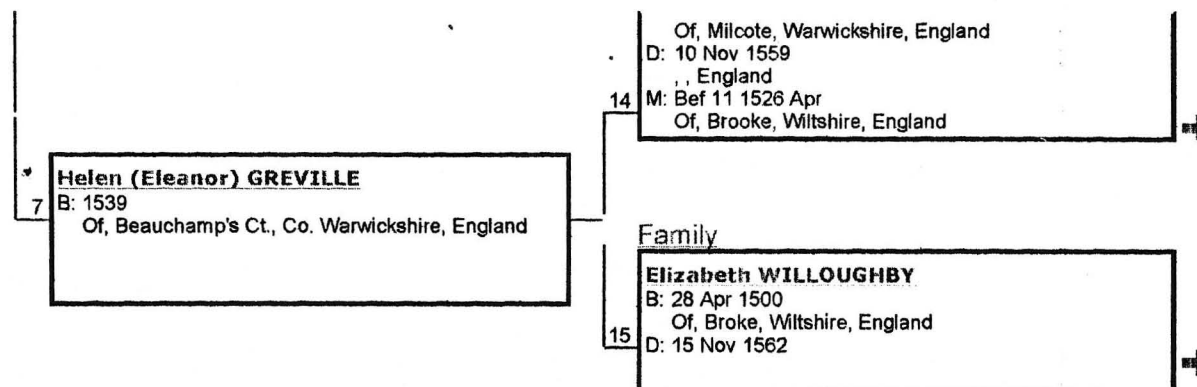 Of, Milcote, Warwickshire, England
D: 10 Nov 1559
, , England
14
M: Bef 11 1526 Apr
Of, Brooke, Wiltshire, England
7
Helen (Eleanor) GREVILLE
B: 1539
Of, Beauchamp's Ct., Co. Warwickshire, England
Family
15
Elizabeth WILLOUGHBY
B: 28 Apr 1500
Of, Broke, Wiltshire, England
D: 15 Nov 1562